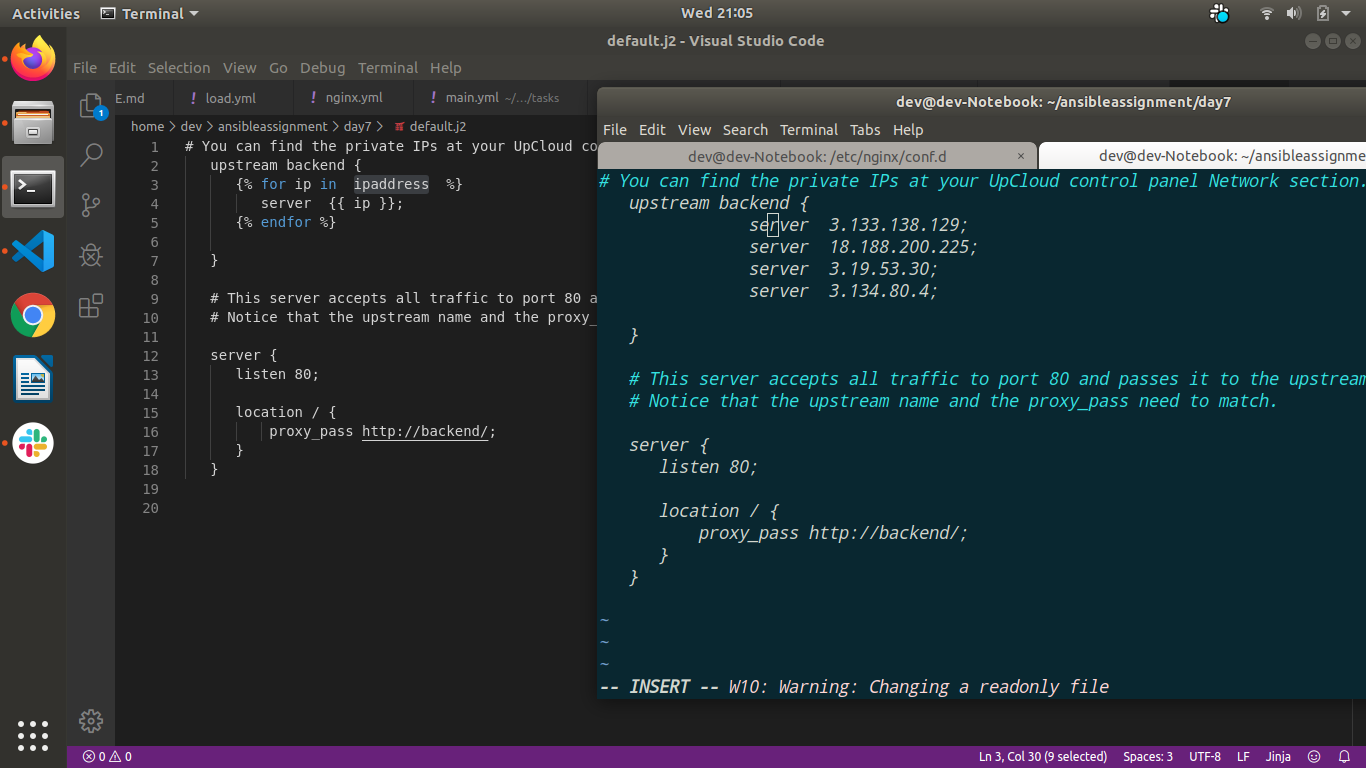 Activities Terminal Wed 21:05
default.j2 - Visual Studio Code
File Edit Selection View Go Debug Terminal Help
1
E.md ! load.yml ! nginx.yml ! main.yml ~/.../tasks
home > dev > ansibleassignment > day7 > default.j2
1 # You can find the private IPs at your UpCloud co
2 upstream backend {
3 {% for ip in ipaddress %}
4 server {{ ip }};
5 {% endfor %}
6
7 }
8
9 # This server accepts all traffic to port 80 a
10 # Notice that the upstream name and the proxy_
11
12 server {
13 listen 80;
14
15 location / {
16 proxy_pass http://backend/;
17 }
18 }
19
20
dev@dev-Notebook: ~/ansibleassignment/day7
File Edit View Search Terminal Tabs Help
dev@dev-Notebook: /etc/nginx/conf.d × dev@dev-Notebook: ~/ansibleassignme
# You can find the private IPs at your UpCloud control panel Network section.
upstream backend {
server 3.133.138.129;
server 18.188.200.225;
server 3.19.53.30;
server 3.134.80.4;
}
# This server accepts all traffic to port 80 and passes it to the upstream
# Notice that the upstream name and the proxy_pass need to match.
server {
listen 80;
location / {
proxy_pass http://backend/;
}
}
~
~
~
-- INSERT -- W10: Warning: Changing a readonly file
0 0 Ln 3, Col 30 (9 selected) Spaces: 3 UTF-8 LF Jinja